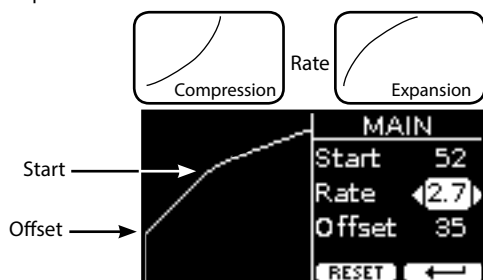 Compression
Rate
Expansion
MAIN
Start 52
Rate 2.7
Offset 35
RESET
Start
Offset